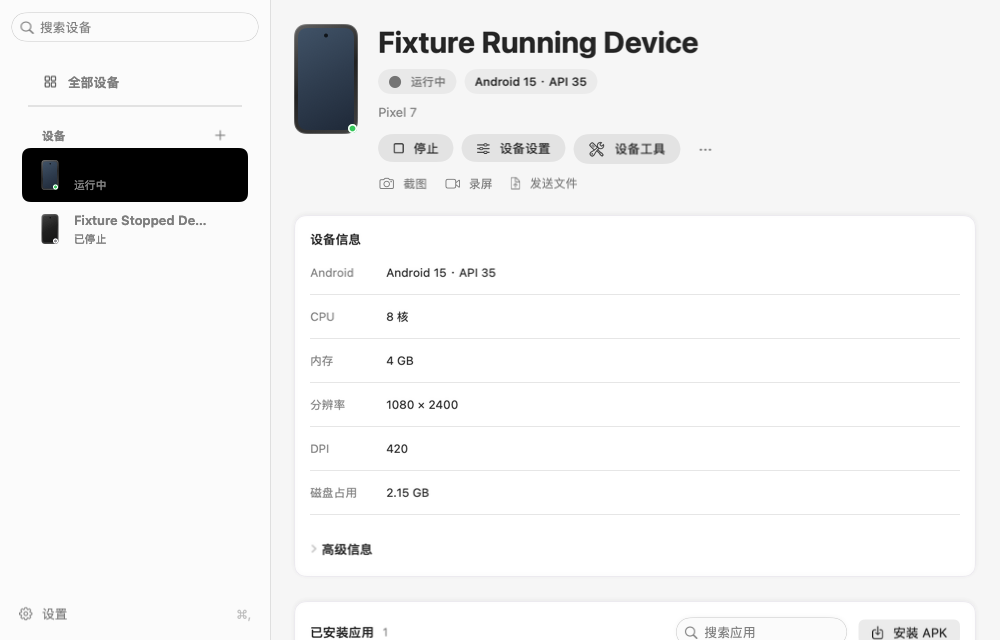 搜索设备
全部设备
设备
运行中
Fixture Stopped De...
已停止
设置
⌘,
Fixture Running Device
运行中
Android 15 · API 35
Pixel 7
停止
设备设置
设备工具
截图
录屏
发送文件
设备信息
Android
Android 15 · API 35
CPU
8 核
内存
4 GB
分辨率
1080 × 2400
DPI
420
磁盘占用
2.15 GB
高级信息
已安装应用 1
搜索应用
安装 APK